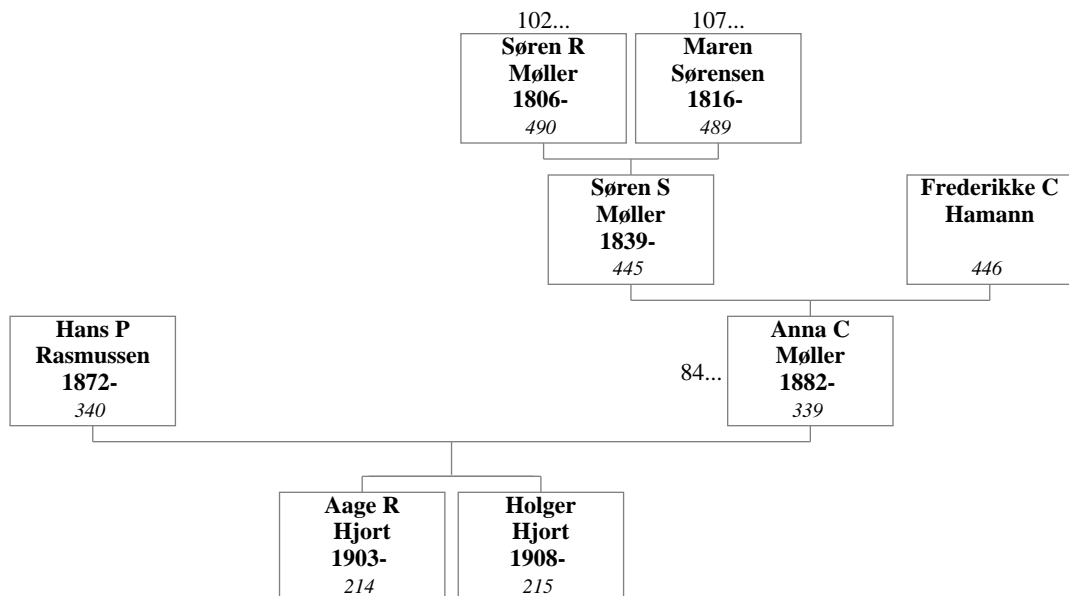 102...
107...
Søren R
Møller
1806-
490
Maren
Sørensen
1816-
489
Søren S
Møller
1839-
445
Frederikke C
Hamann
446
Hans P
Rasmussen
1872-
340
84...
Anna C
Møller
1882-
339
Aage R
Hjort
1903-
214
Holger
Hjort
1908-
215